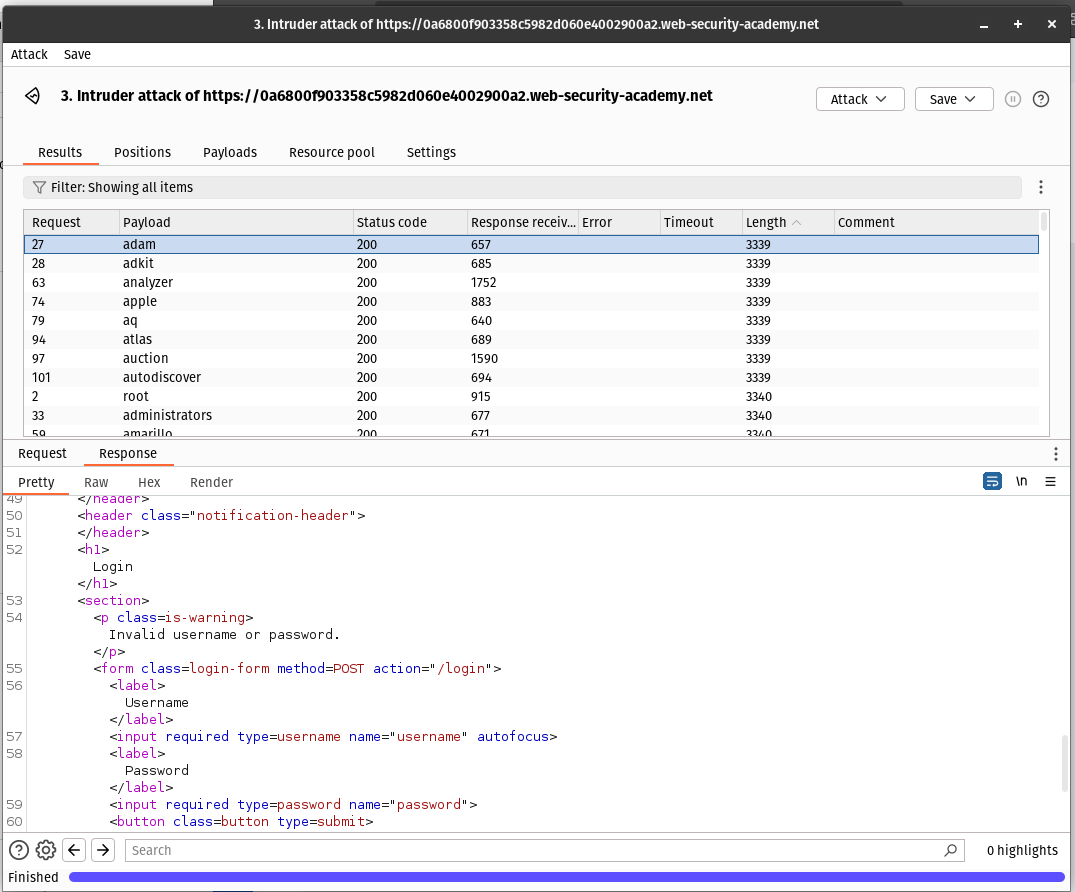 3. Intruder attack of https://0a6800f903358c5982d060e4002900a2.web-security-academy.net
Attack Save
3. Intruder attack of https://0a6800f903358c5982d060e4002900a2.web-security-academy.net
Attack Save
Results Positions Payloads Resource pool Settings
Filter: Showing all items
Request Payload Status code Response receiv... Error Timeout Length Comment
27 adam 200 657 3339
28 adkit 200 685 3339
63 analyzer 200 1752 3339
74 apple 200 883 3339
79 aq 200 640 3339
94 atlas 200 689 3339
97 auction 200 1590 3339
101 autodiscover 200 694 3339
2 root 200 915 3340
33 administrators 200 677 3340
59 amarillo 200 671 3340
Request Response
Pretty Raw Hex Render
\n
49 </header>
50 <header class="notification-header">
51 </header>
52 <h1>
Login
</h1>
53 <section>
54 <p class=is-warning>
Invalid username or password.
</p>
55 <form class=login-form method=POST action="/login">
56 <label>
Username
</label>
57 <input required type=username name="username" autofocus>
58 <label>
Password
</label>
59 <input required type=password name="password">
60 <button class=button type=submit>
Search
0 highlights
Finished